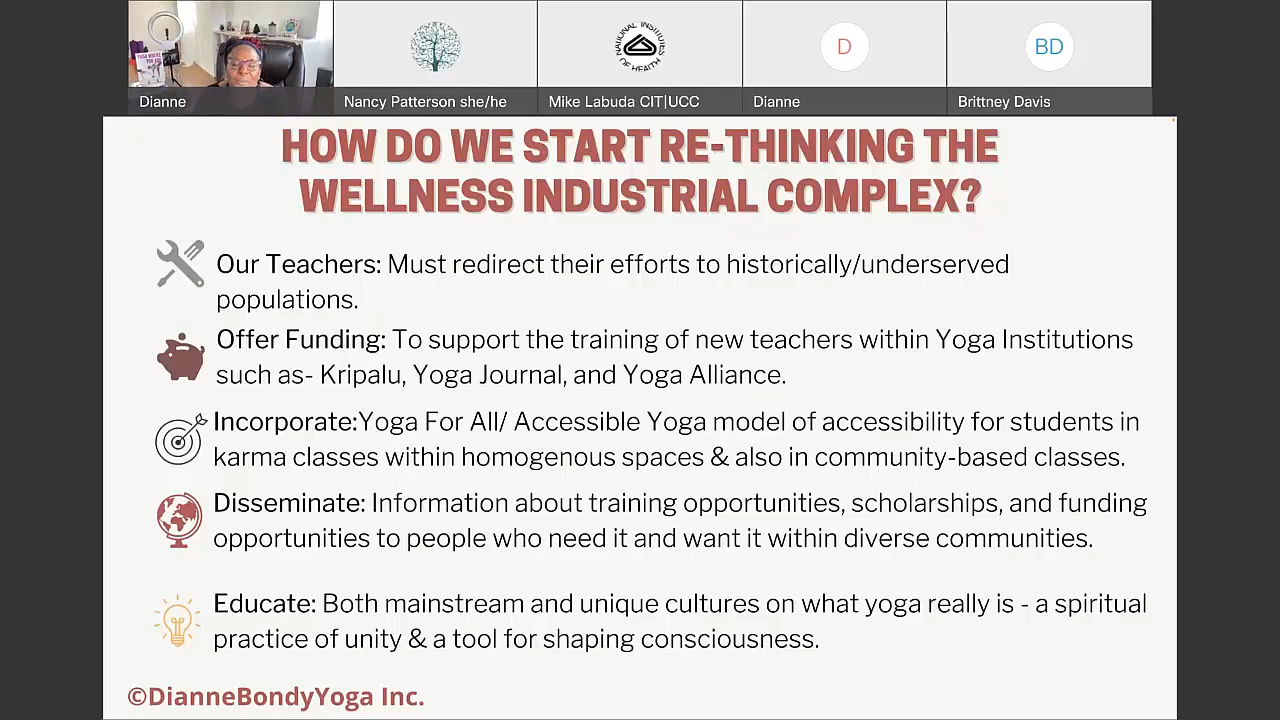 YOGA WHERE
Dianne
Nancy Patterson she/he
NATIONAL INSTITUTES OF HEALTH
Mike Labuda CIT|UCC
D
Dianne
BD
Brittney Davis
HOW DO WE START RE-THINKING THE
WELLNESS INDUSTRIAL COMPLEX?
Our Teachers: Must redirect their efforts to historically/underserved
populations.
Offer Funding: To support the training of new teachers within Yoga Institutions
such as- Kripalu, Yoga Journal, and Yoga Alliance.
Incorporate:Yoga For All/ Accessible Yoga model of accessibility for students in
karma classes within homogenous spaces & also in community-based classes.
Disseminate: Information about training opportunities, scholarships, and funding
opportunities to people who need it and want it within diverse communities.
Educate: Both mainstream and unique cultures on what yoga really is - a spiritual
practice of unity & a tool for shaping consciousness.
©DianneBondyYoga Inc.